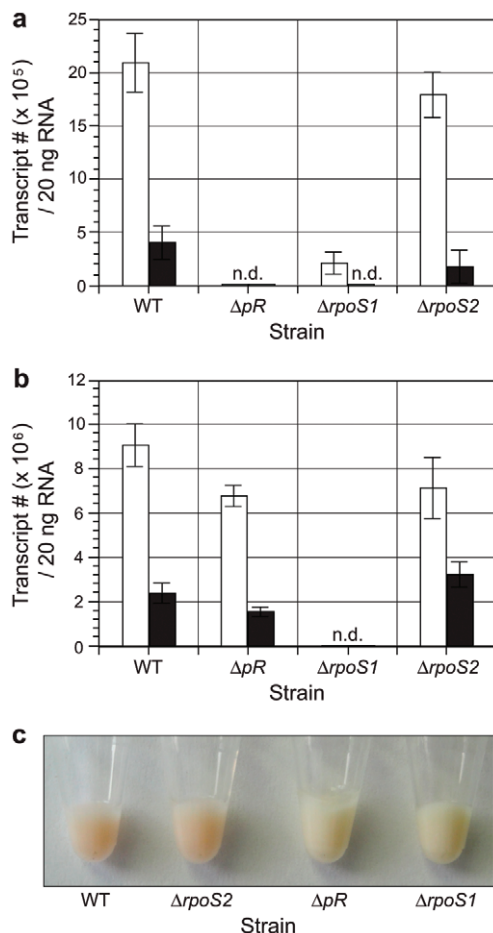 a
Transcript # (x 10⁵)
/ 20 ng RNA
25
20
15
10
5
0
n.d.
n.d.
WT
ΔpR
ΔrpoS1
ΔrpoS2
Strain
b
Transcript # (x 10⁶)
/ 20 ng RNA
12
10
8
6
4
2
0
n.d.
WT
ΔpR
ΔrpoS1
ΔrpoS2
Strain
c
WT
ΔrpoS2
ΔpR
ΔrpoS1
Strain